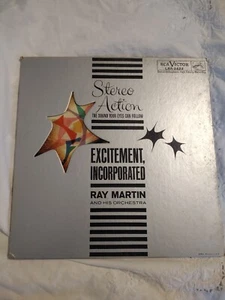 RCA VICTOR
Stereo
Action
THE SOUND YOUR EYES CAN FOLLOW
EXCITEMENT,
INCORPORATED
RAY MARTIN
AND HIS ORCHESTRA